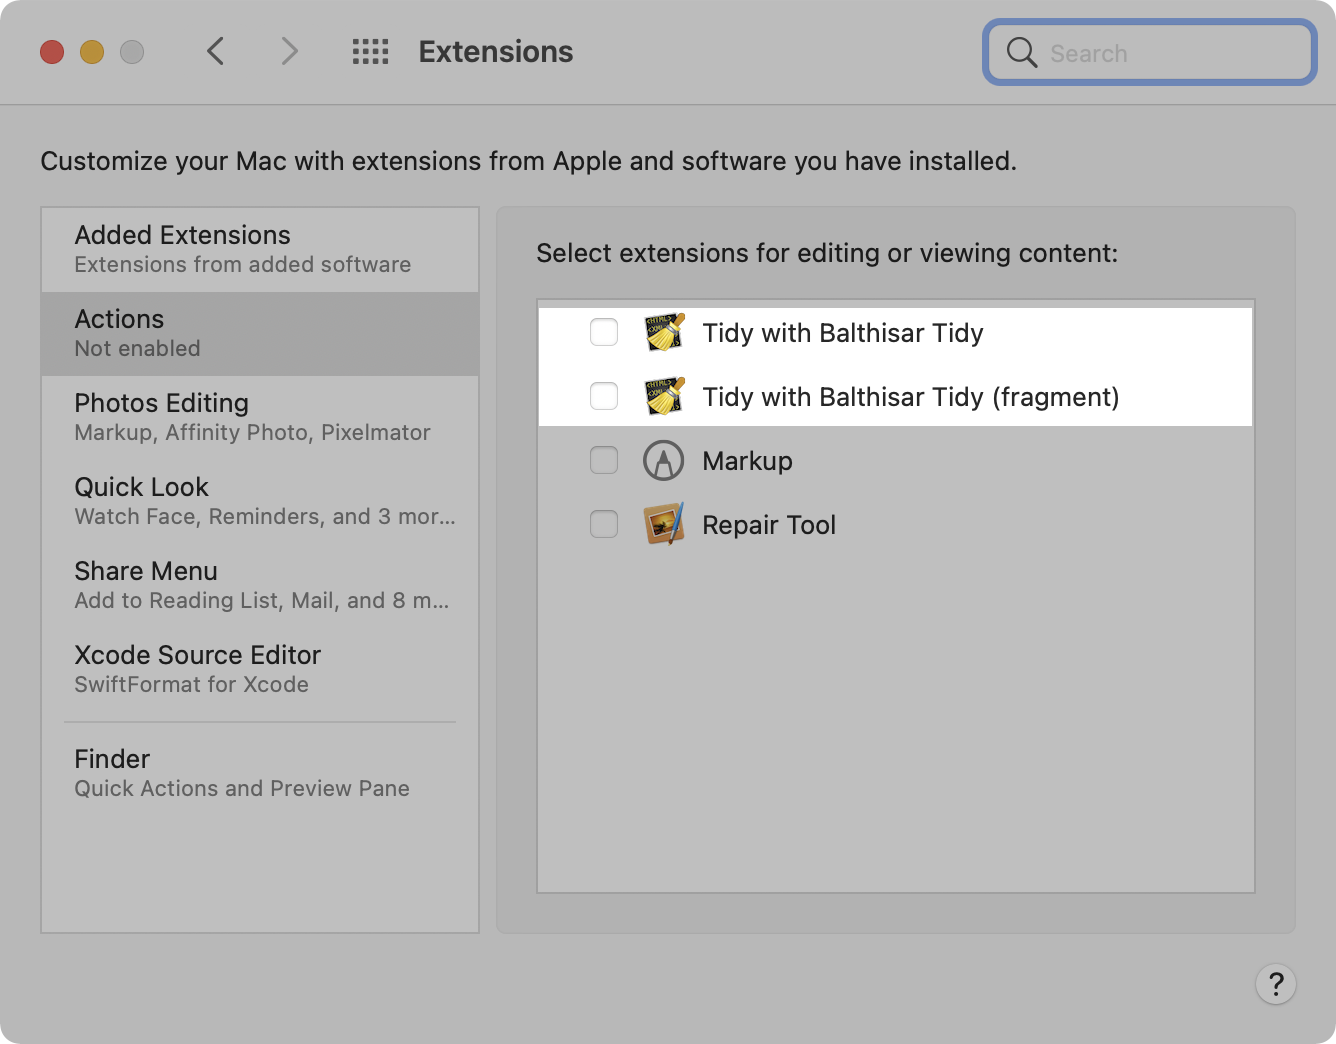 Extensions
Search
Customize your Mac with extensions from Apple and software you have installed.
Added Extensions
Extensions from added software
Actions
Not enabled
Photos Editing
Markup, Affinity Photo, Pixelmator
Quick Look
Watch Face, Reminders, and 3 mor...
Share Menu
Add to Reading List, Mail, and 8 m...
Xcode Source Editor
SwiftFormat for Xcode
Finder
Quick Actions and Preview Pane
Select extensions for editing or viewing content:
Tidy with Balthisar Tidy
Tidy with Balthisar Tidy (fragment)
Markup
Repair Tool
?